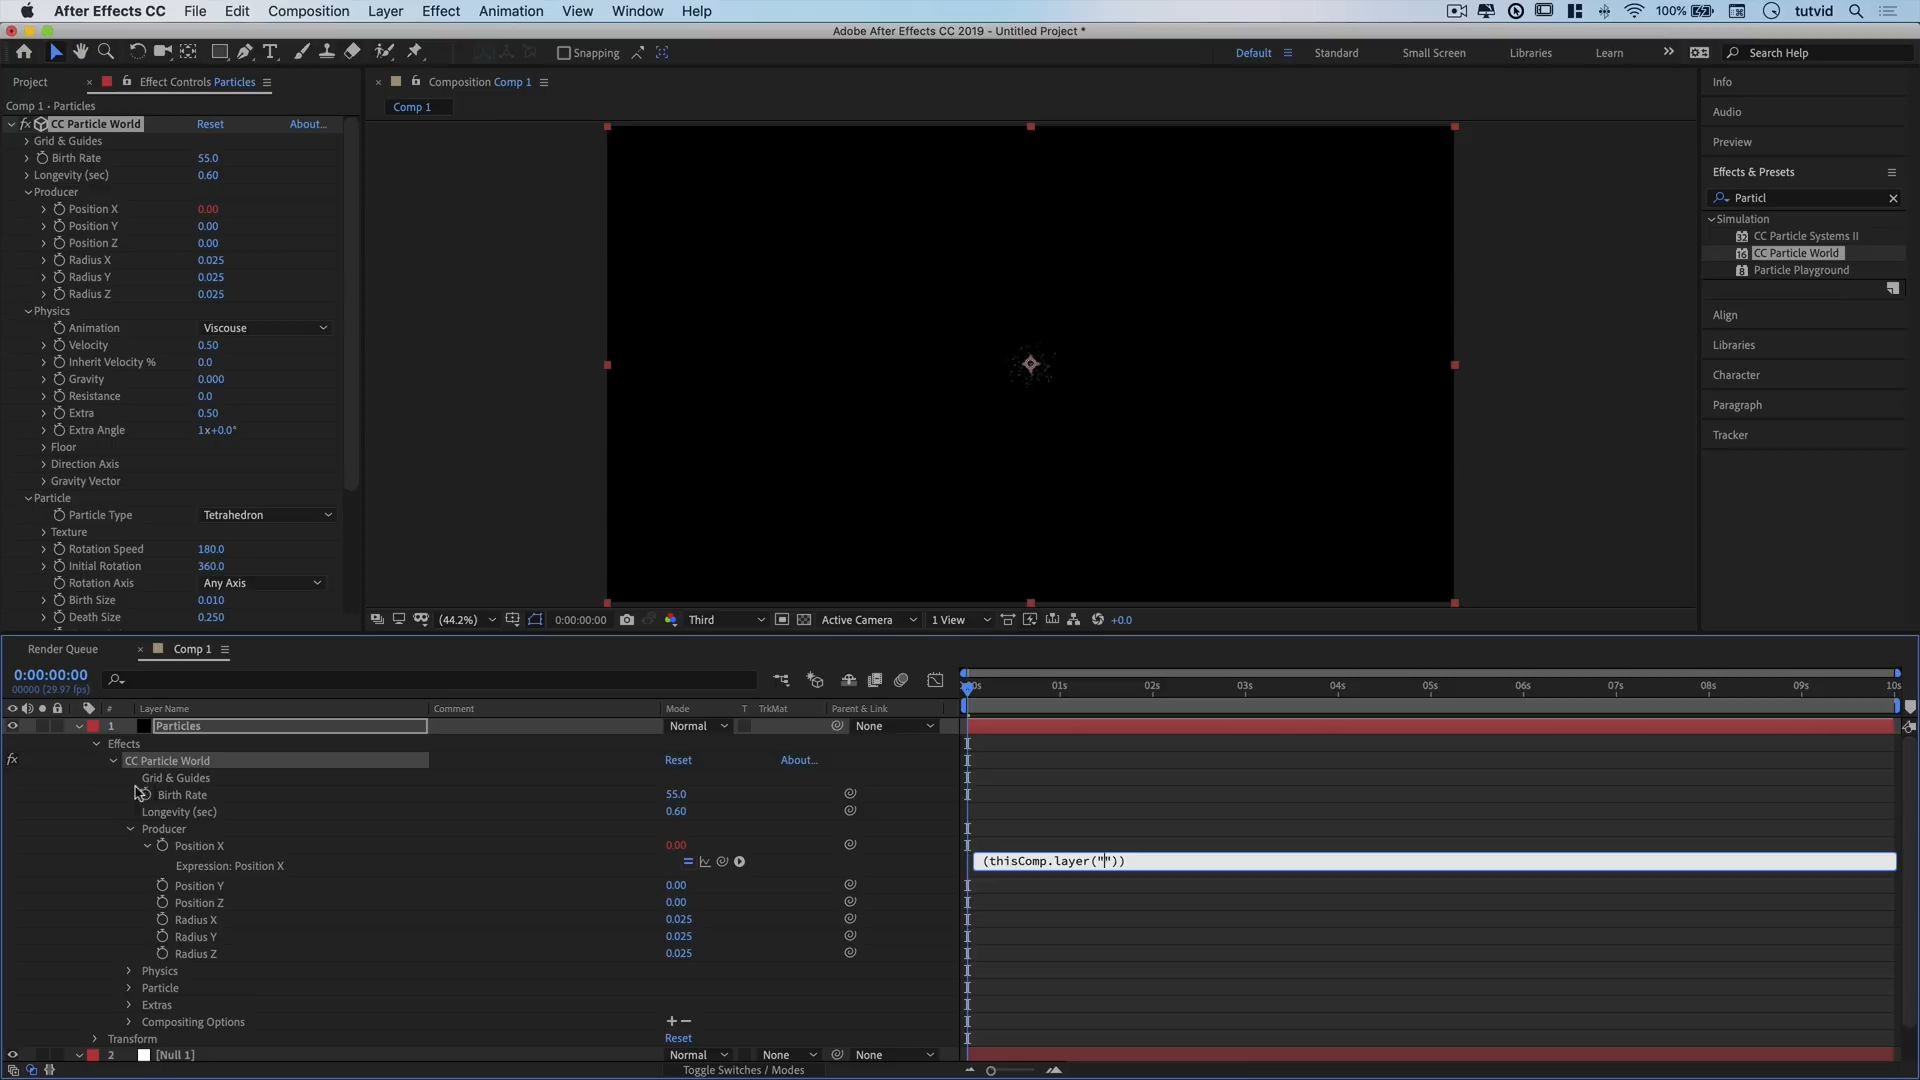 After Effects CC File Edit Composition Layer Effect Animation View Window Help 100% tutvid
Adobe After Effects CC 2019 - Untitled Project *
Snapping Default Standard Small Screen Libraries Learn Search Help
Project Effect Controls Particles
Composition Comp 1
Comp 1 • Particles
Comp 1
CC Particle World Reset About...
Grid & Guides
Birth Rate 55.0
Longevity (sec) 0.60
Producer
Position X 0.00
Position Y 0.00
Position Z 0.00
Radius X 0.025
Radius Y 0.025
Radius Z 0.025
Physics
Animation Viscouse
Velocity 0.50
Inherit Velocity % 0.0
Gravity 0.000
Resistance 0.0
Extra 0.50
Extra Angle 1x+0.0°
Floor
Direction Axis
Gravity Vector
Particle
Particle Type Tetrahedron
Texture
Rotation Speed 180.0
Initial Rotation 360.0
Rotation Axis Any Axis
Birth Size 0.010
Death Size 0.250
(44.2%) 0:00:00:00 Third Active Camera 1 View +0.0
Info
Audio
Preview
Effects & Presets
Particl
Simulation
32 CC Particle Systems II
16 CC Particle World
8 Particle Playground
Align
Libraries
Character
Paragraph
Tracker
Render Queue Comp 1
0:00:00:00
00000 (29.97 fps)
01s 02s 03s 04s 05s 06s 07s 08s 09s 10s
# Layer Name Comment Mode T TrkMat Parent & Link
1 Particles Normal None
Effects
fx CC Particle World Reset About...
Grid & Guides
Birth Rate 55.0
Longevity (sec) 0.60
Producer
Position X 0.00
Expression: Position X (thisComp.layer(""))
Position Y 0.00
Position Z 0.00
Radius X 0.025
Radius Y 0.025
Radius Z 0.025
Physics
Particle
Extras
Compositing Options +−
Transform Reset
2 [Null 1] Normal None None
Toggle Switches / Modes